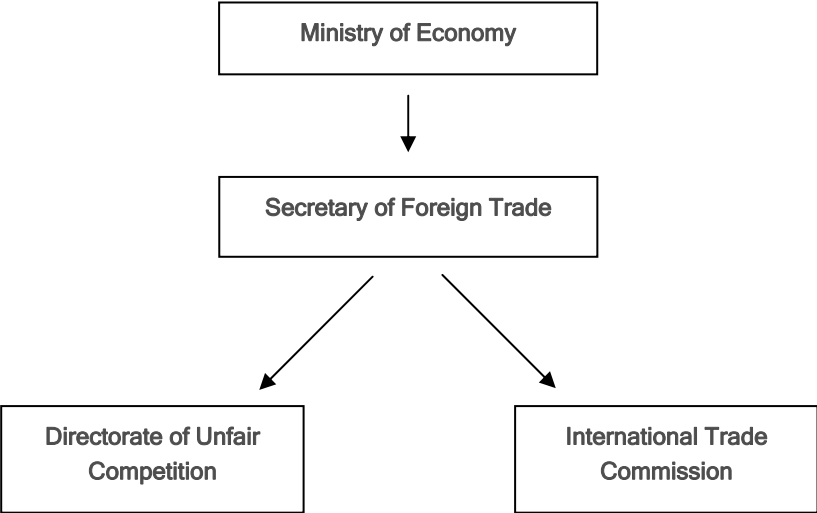 Ministry of Economy
Secretary of Foreign Trade
Directorate of Unfair
Competition
International Trade
Commission